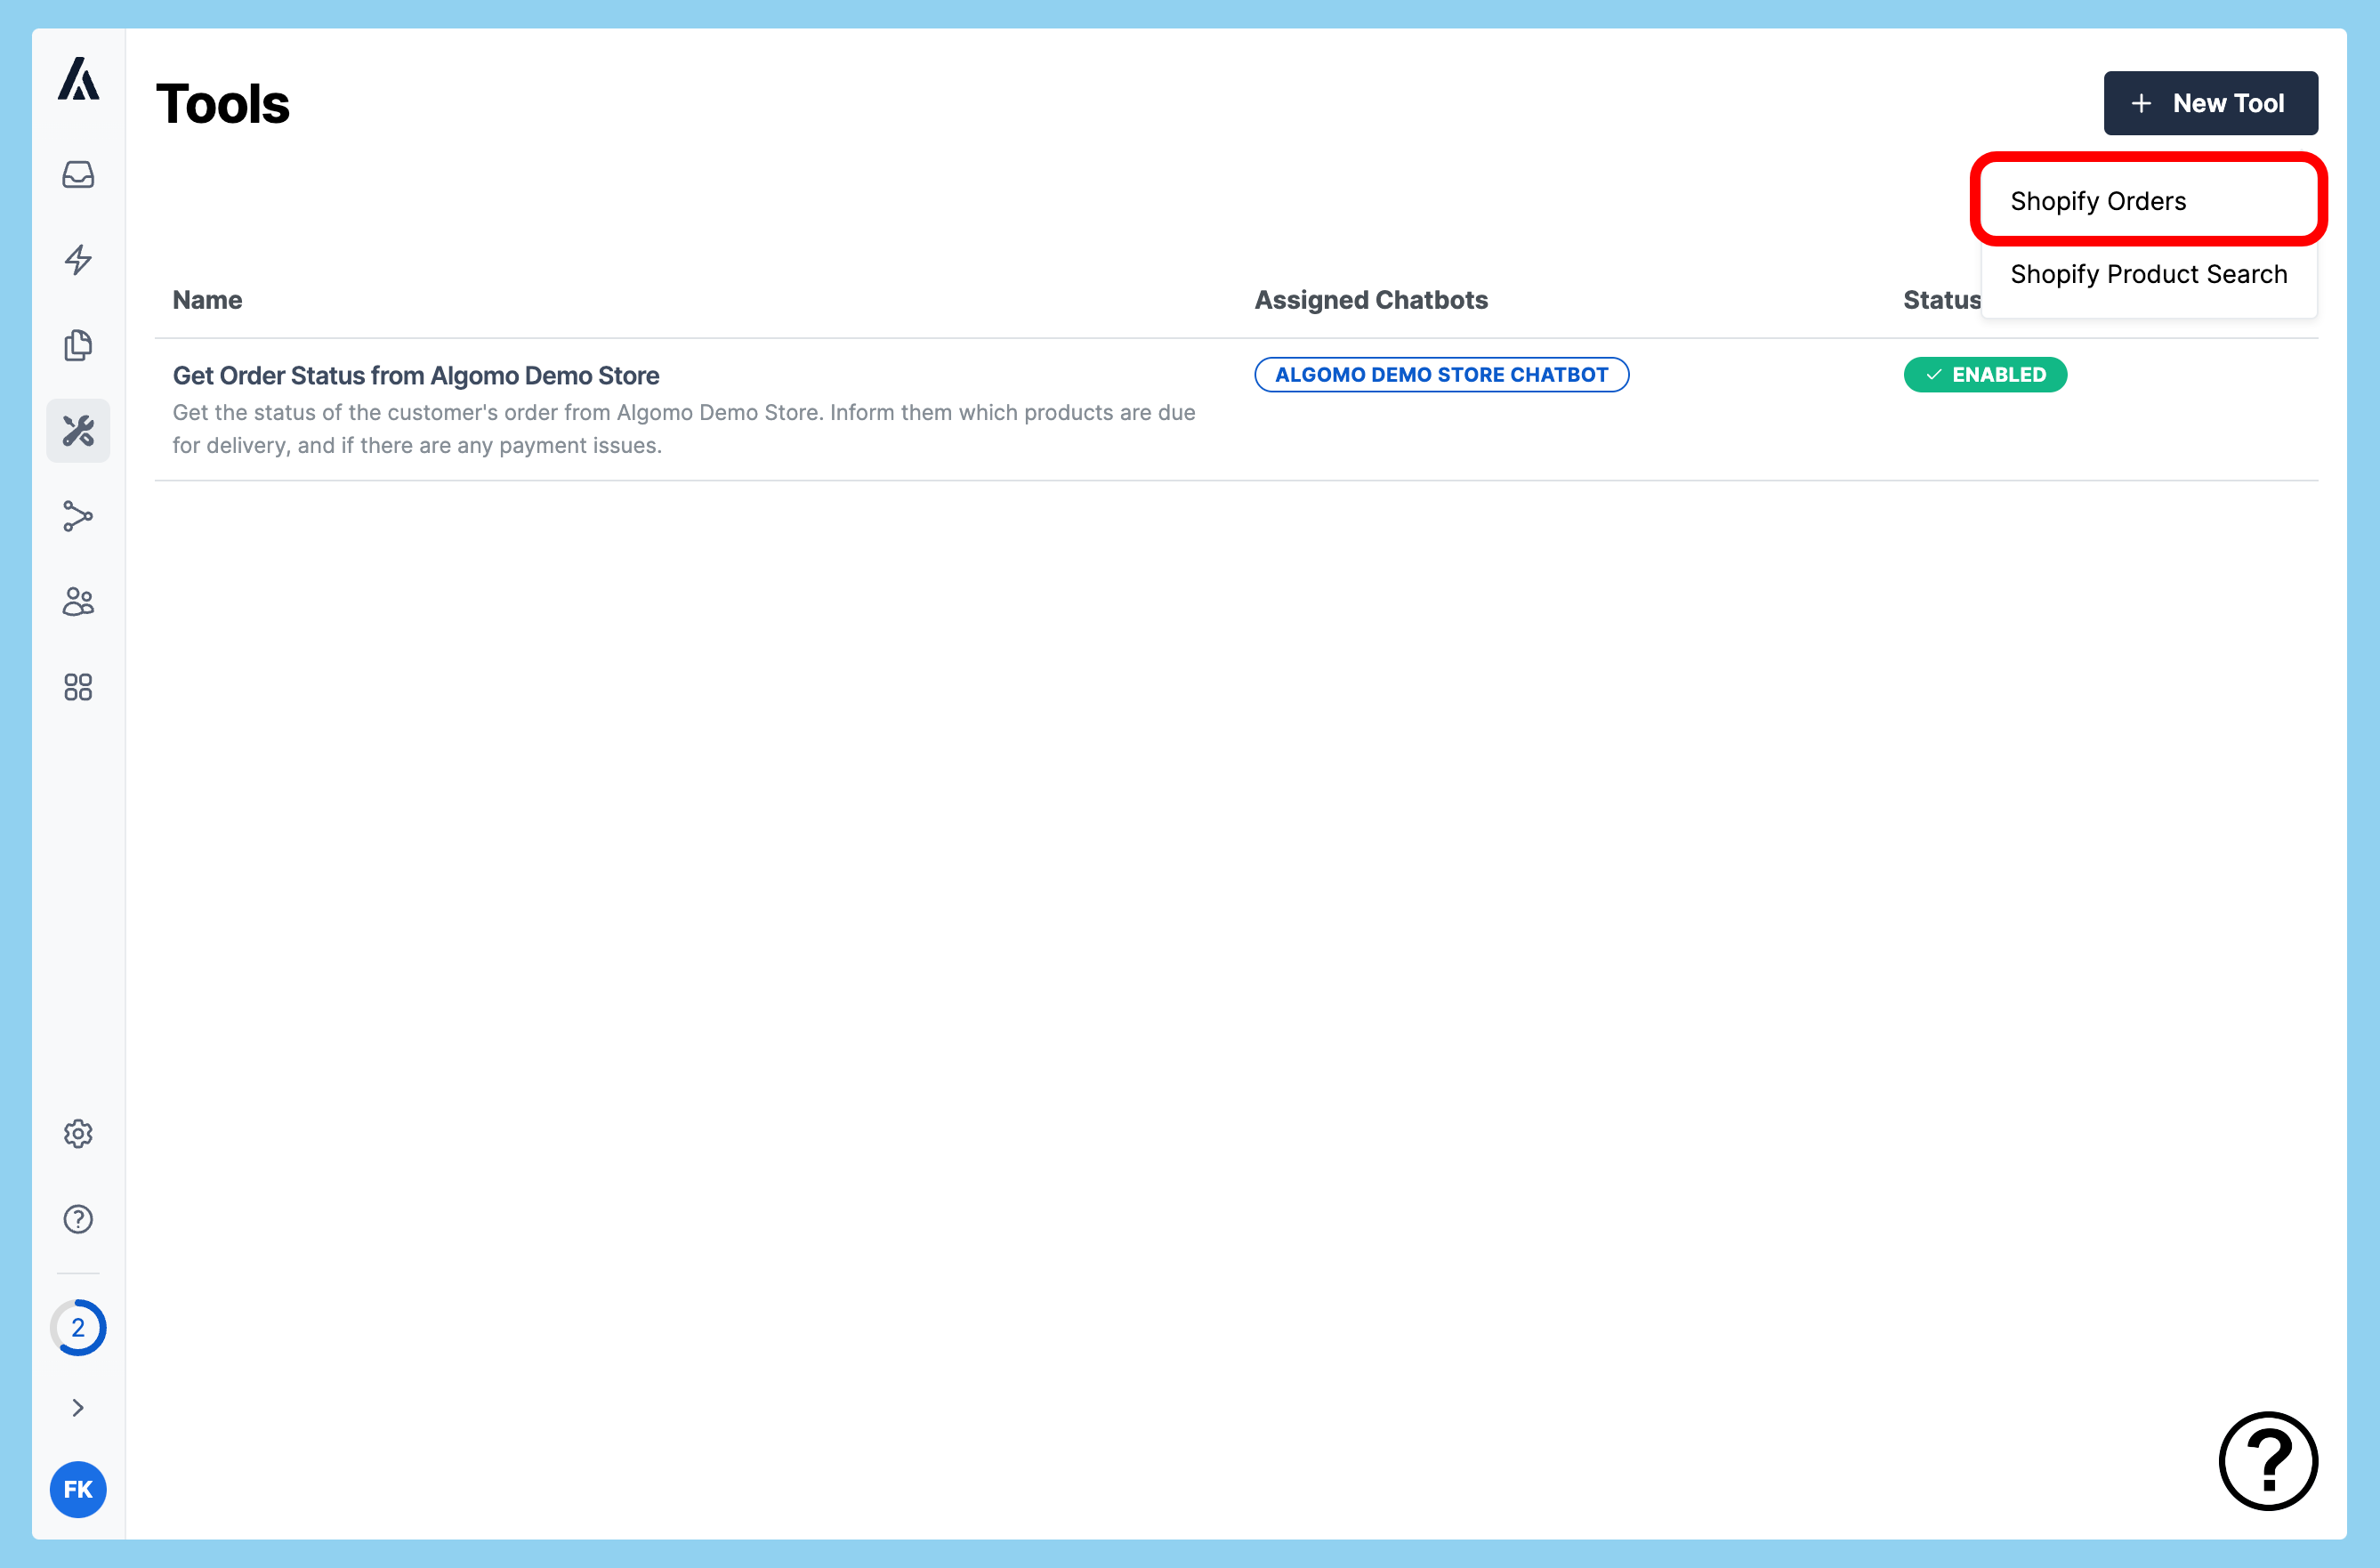 Tools
+ New Tool
Shopify Orders
Shopify Product Search
Name
Assigned Chatbots
Status
Get Order Status from Algomo Demo Store
ALGOMO DEMO STORE CHATBOT
ENABLED
Get the status of the customer's order from Algomo Demo Store. Inform them which products are due
for delivery, and if there are any payment issues.
2
FK
?